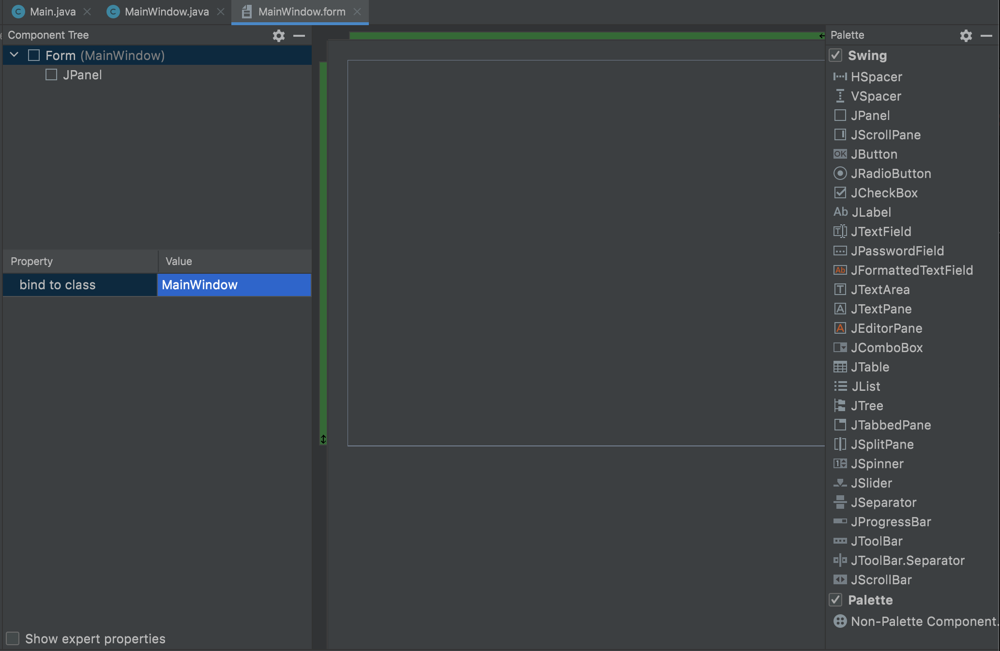 Main.java
MainWindow.java
MainWindow.form
Component Tree
Form (MainWindow)
JPanel
Property Value
bind to class MainWindow
Show expert properties
Palette
Swing
HSpacer
VSpacer
JPanel
JScrollPane
OK JButton
JRadioButton
JCheckBox
Ab JLabel
T JTextField
JPasswordField
Ab JFormattedTextField
T JTextArea
A JTextPane
A JEditorPane
JComboBox
JTable
JList
JTree
JTabbedPane
JSplitPane
1 JSpinner
JSlider
JSeparator
JProgressBar
JToolBar
JToolBar.Separator
JScrollBar
Palette
Non-Palette Component.